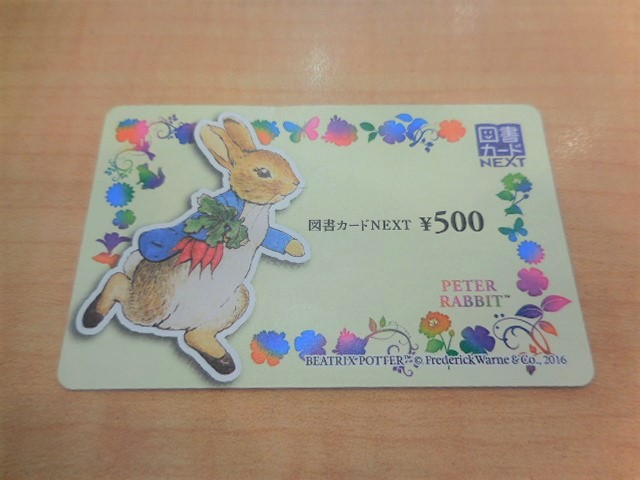 図書
カード
NEXT
図書カードNEXT ¥500
PETER
RABBIT™
BEATRIX POTTER™ © Frederick Warne & Co., 2016